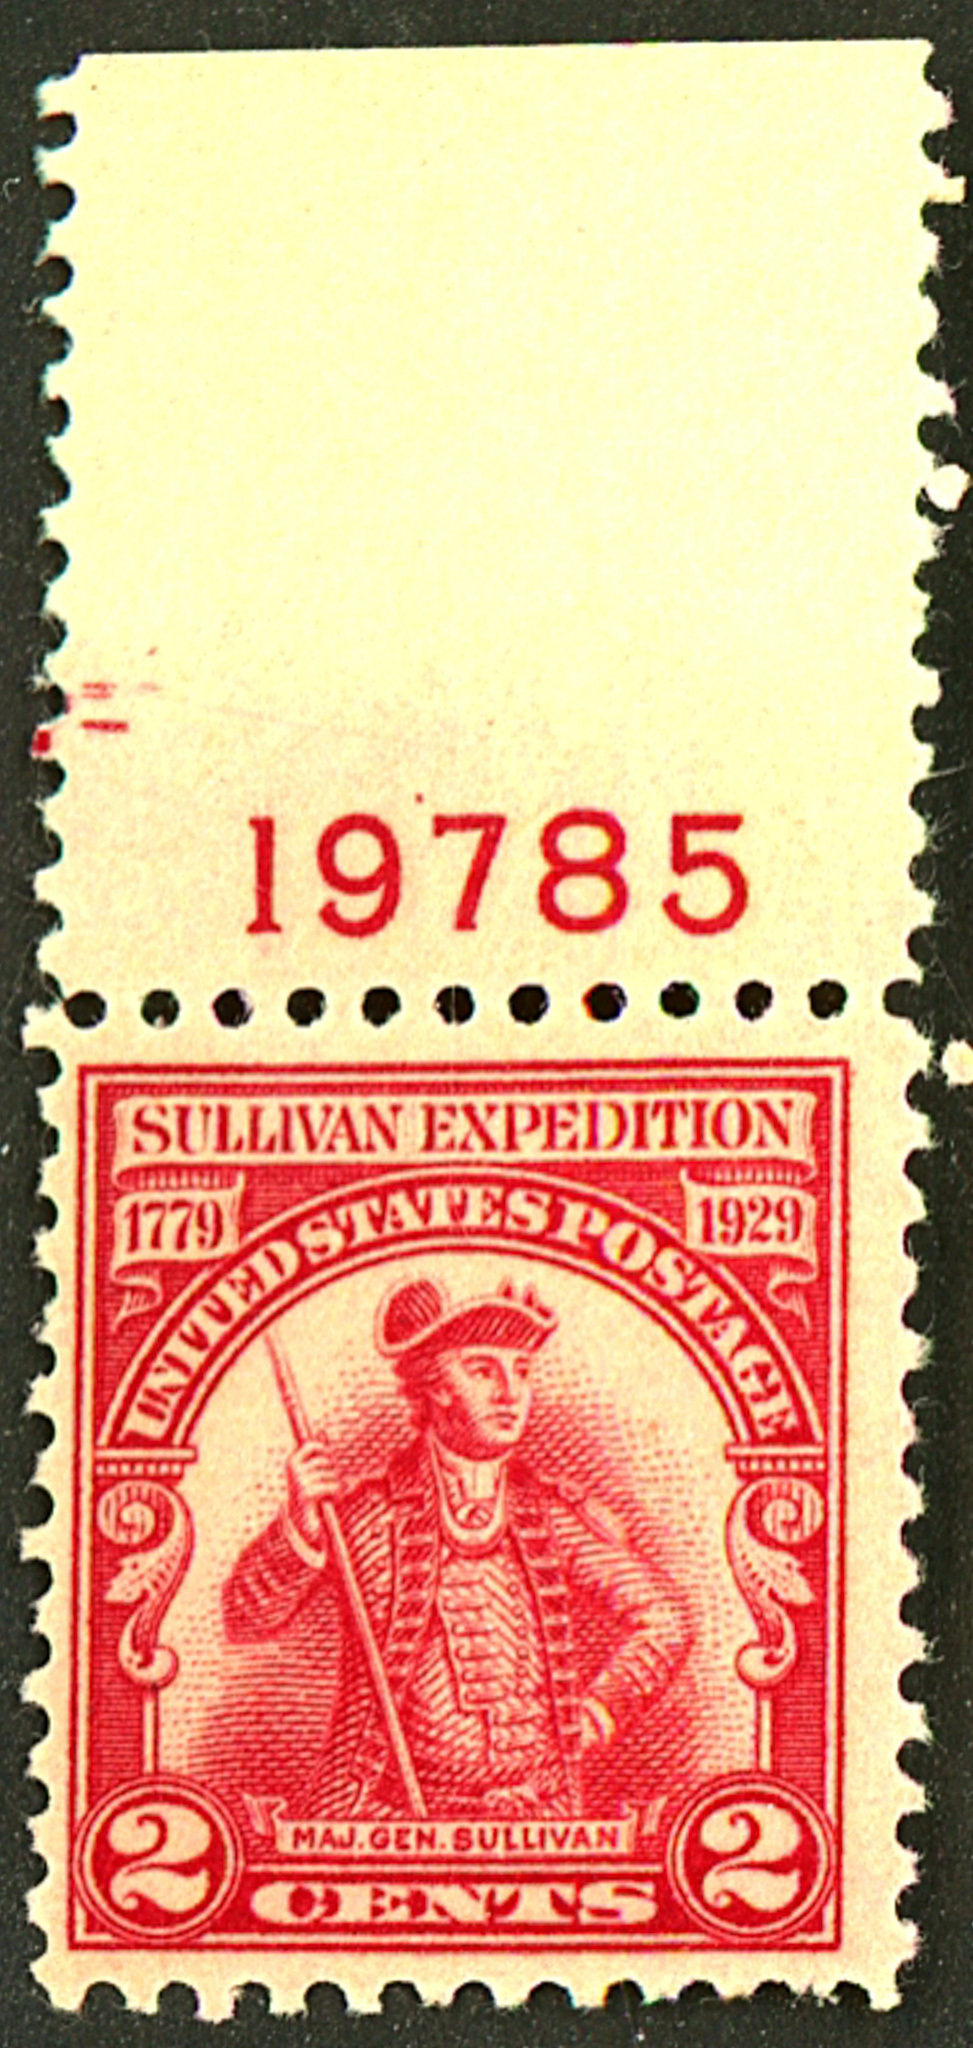 19785
SULLIVAN EXPEDITION
1779 1929
UNITED STATES POSTAGE
MAJ. GEN. SULLIVAN
2 CENTS 2